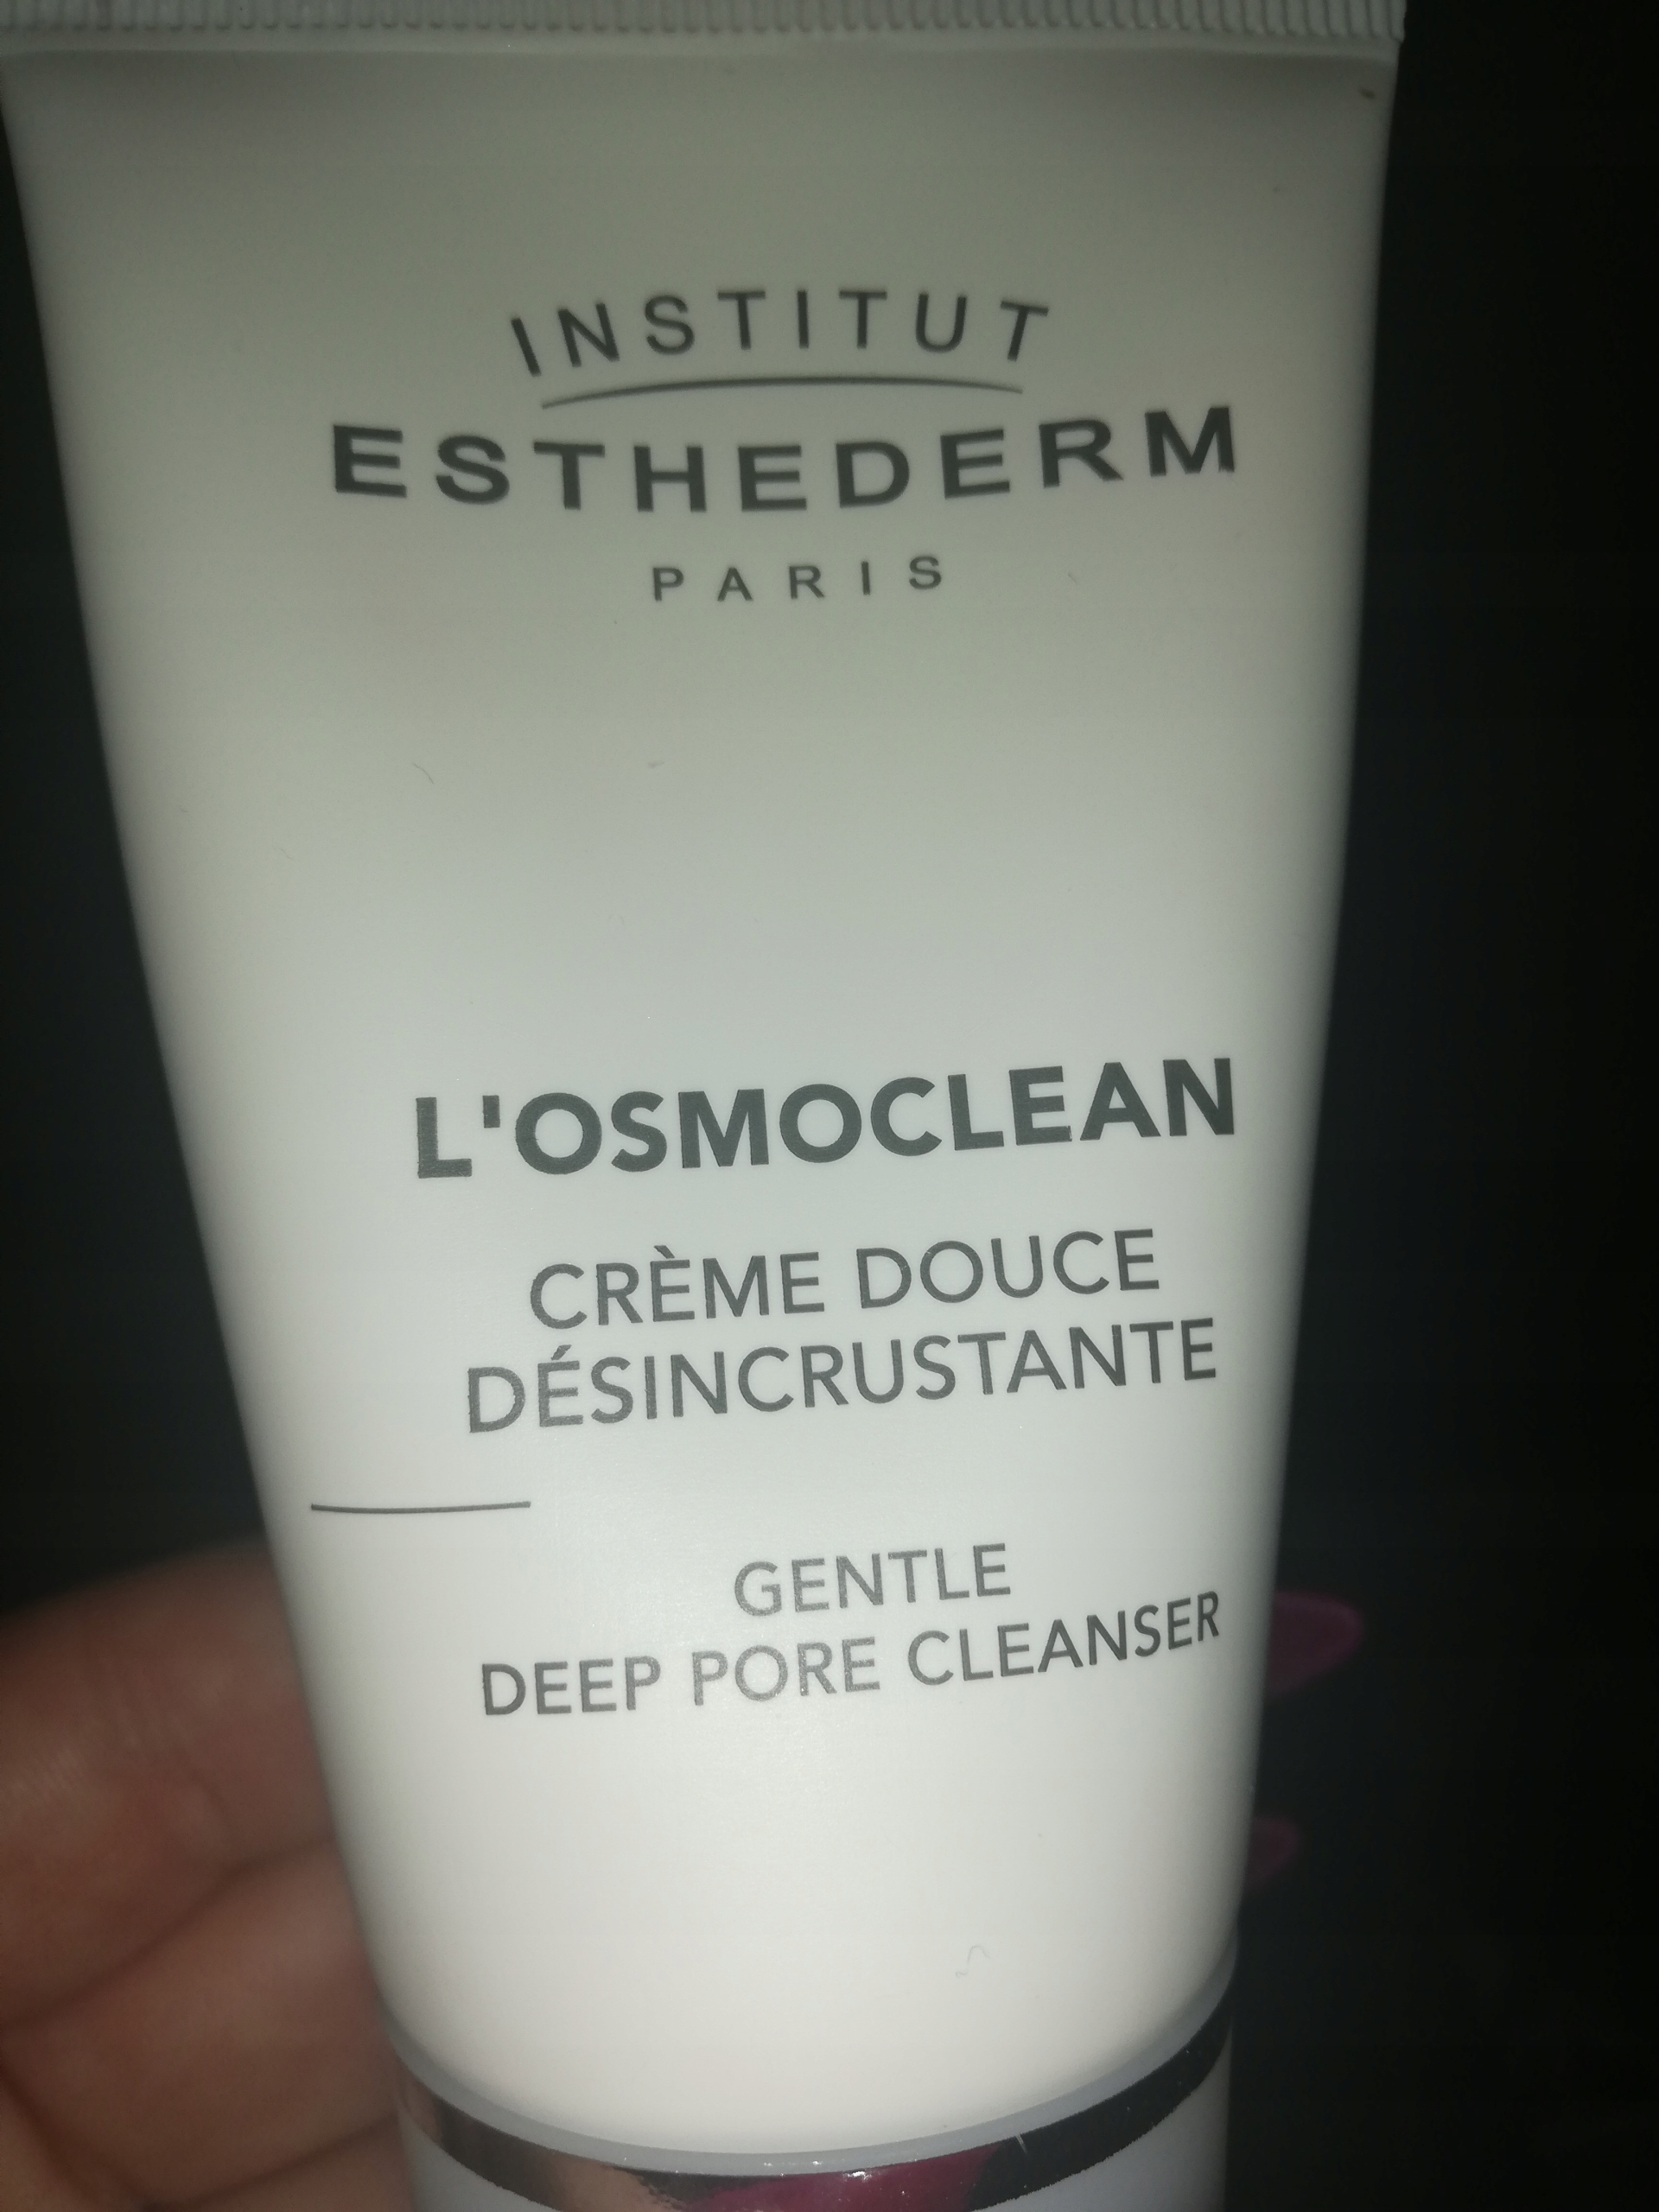 INSTITUT
ESTHEDERM
PARIS
L'OSMOCLEAN
CRÈME DOUCE
DÉSINCRUSTANTE
GENTLE
DEEP PORE CLEANSER